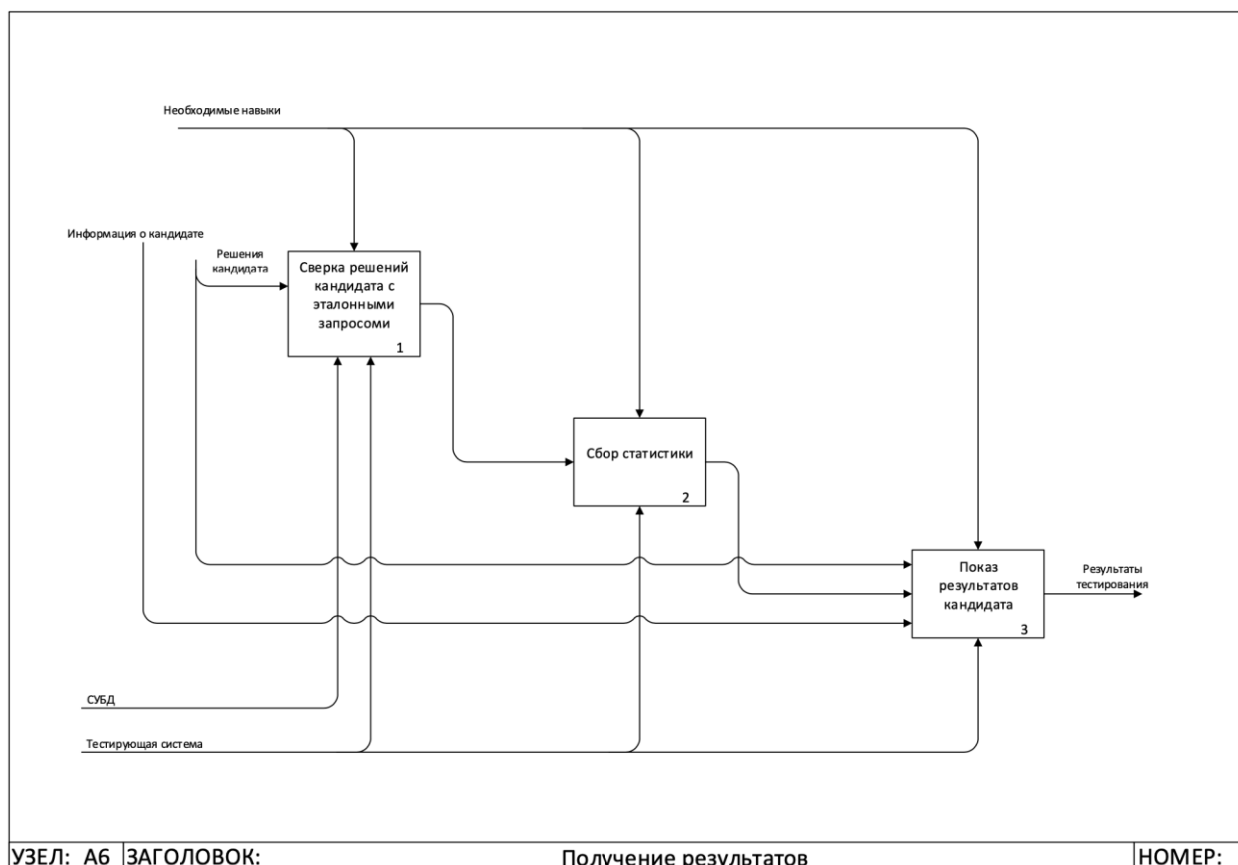 Необходимые навыки
Информация о кандидате
Решения
кандидата
Сверка решений
кандидата с
эталонными
запросоми
1
Сбор статистики
2
Показ
результатов
кандидата
3
Результаты
тестирования
СУБД
Тестирующая система
УЗЕЛ: А6 ЗАГОЛОВОК: Получение результатов НОМЕР: